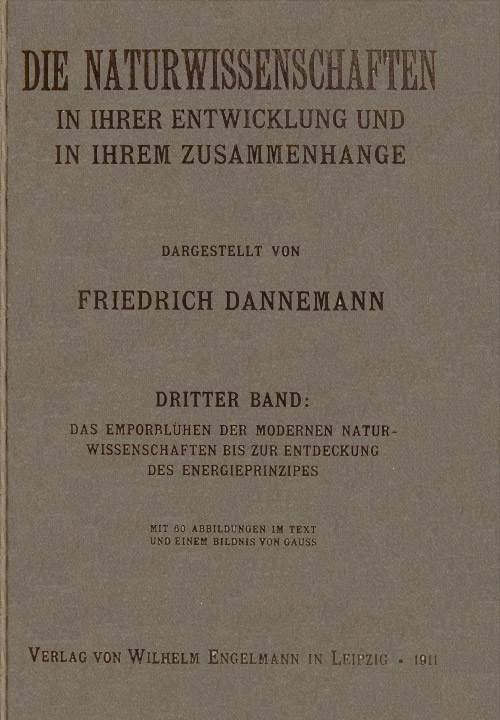 DIE NATURWISSENSCHAFTEN
IN IHRER ENTWICKLUNG UND
IN IHREM ZUSAMMENHANGE
DARGESTELLT VON
FRIEDRICH DANNEMANN
DRITTER BAND:
DAS EMPORBLÜHEN DER MODERNEN NATUR-
WISSENSCHAFTEN BIS ZUR ENTDECKUNG
DES ENERGIEPRINZIPES
MIT 60 ABBILDUNGEN IM TEXT
UND EINEM BILDNIS VON GAUSS
VERLAG VON WILHELM ENGELMANN IN LEIPZIG • 1911